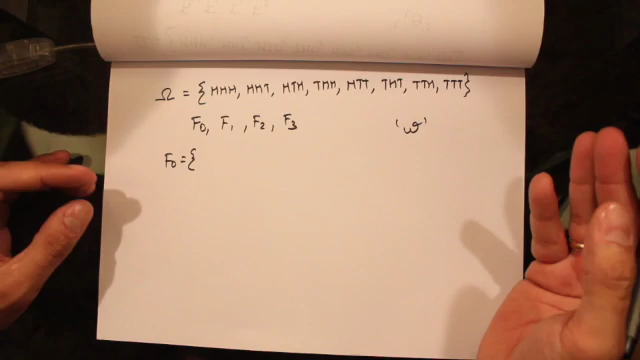 Ω = { HHH, HHT, HTH, THH, HTT, THT, TTH, TTT}
F0, F1, F2, F3 'ω'
F0 = {